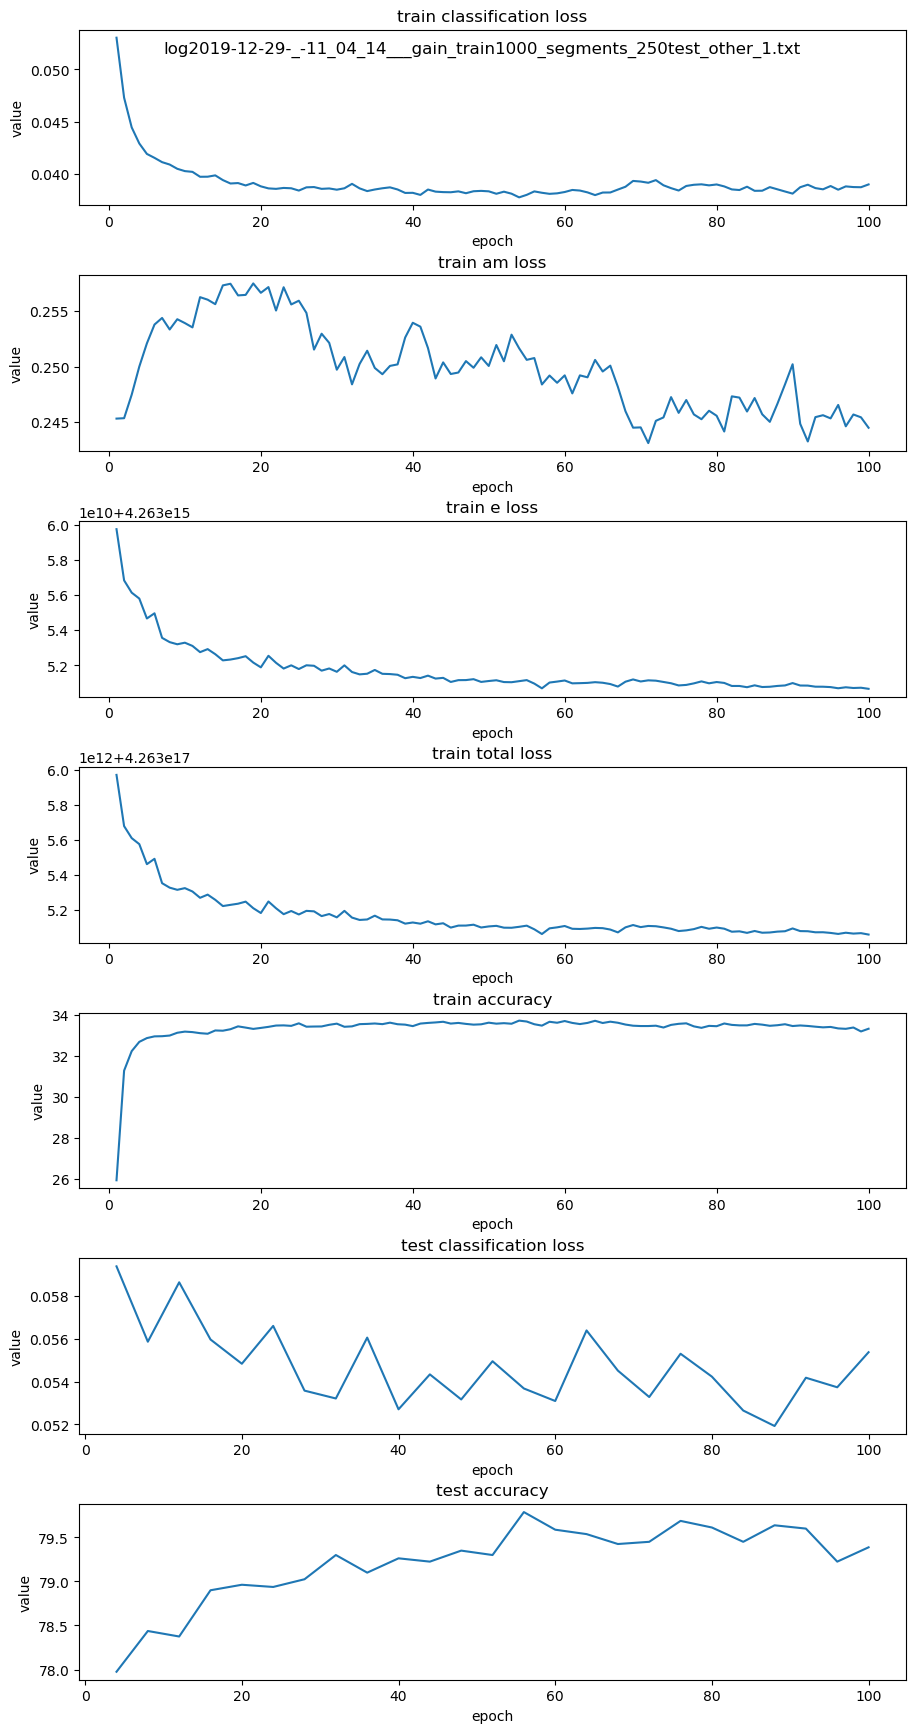 train classification loss
log2019-12-29-_-11_04_14___gain_train1000_segments_250test_other_1.txt
value
0.050
0.045
0.040
0 20 40 60 80 100
epoch
train am loss
value
0.255
0.250
0.245
0 20 40 60 80 100
epoch
train e loss
1e10+4.263e15
value
6.0
5.8
5.6
5.4
5.2
0 20 40 60 80 100
epoch
train total loss
1e12+4.263e17
value
6.0
5.8
5.6
5.4
5.2
0 20 40 60 80 100
epoch
train accuracy
value
34
32
30
28
26
0 20 40 60 80 100
epoch
test classification loss
value
0.058
0.056
0.054
0.052
0 20 40 60 80 100
epoch
test accuracy
value
79.5
79.0
78.5
78.0
0 20 40 60 80 100
epoch